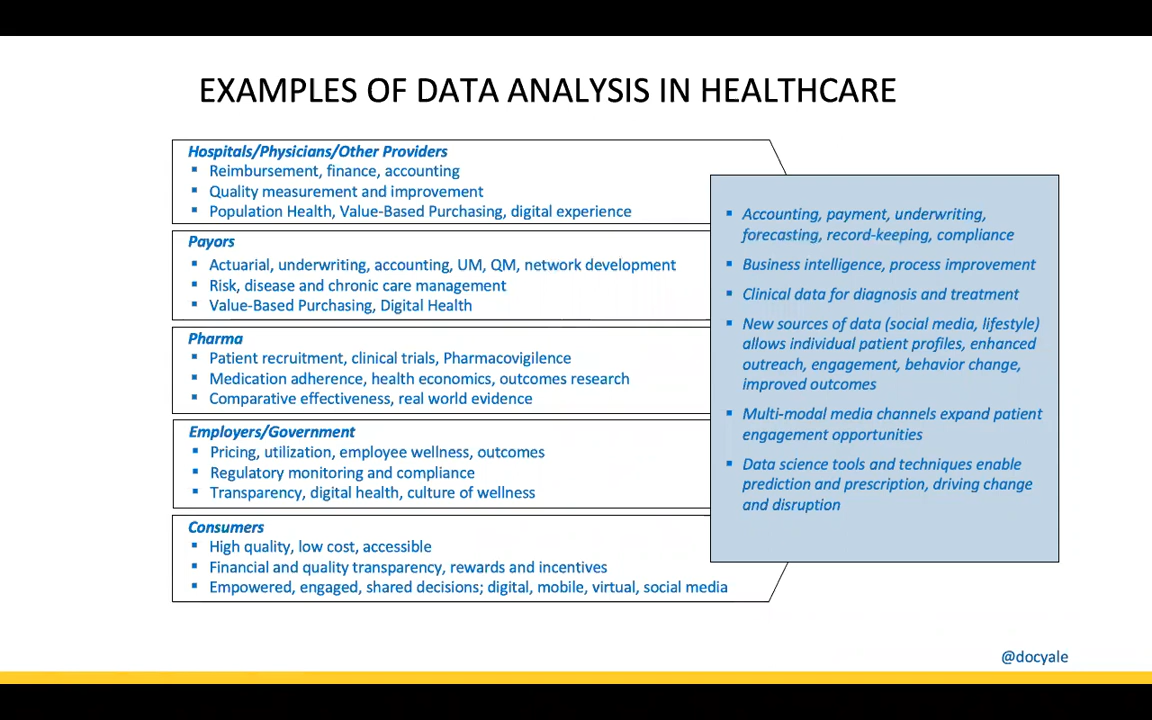 EXAMPLES OF DATA ANALYSIS IN HEALTHCARE
Hospitals/Physicians/Other Providers
▪ Reimbursement, finance, accounting
▪ Quality measurement and improvement
▪ Population Health, Value-Based Purchasing, digital experience
Payors
▪ Actuarial, underwriting, accounting, UM, QM, network development
▪ Risk, disease and chronic care management
▪ Value-Based Purchasing, Digital Health
Pharma
▪ Patient recruitment, clinical trials, Pharmacovigilence
▪ Medication adherence, health economics, outcomes research
▪ Comparative effectiveness, real world evidence
Employers/Government
▪ Pricing, utilization, employee wellness, outcomes
▪ Regulatory monitoring and compliance
▪ Transparency, digital health, culture of wellness
Consumers
▪ High quality, low cost, accessible
▪ Financial and quality transparency, rewards and incentives
▪ Empowered, engaged, shared decisions; digital, mobile, virtual, social media
▪ Accounting, payment, underwriting,
forecasting, record-keeping, compliance
▪ Business intelligence, process improvement
▪ Clinical data for diagnosis and treatment
▪ New sources of data (social media, lifestyle)
allows individual patient profiles, enhanced
outreach, engagement, behavior change,
improved outcomes
▪ Multi-modal media channels expand patient
engagement opportunities
▪ Data science tools and techniques enable
prediction and prescription, driving change
and disruption
@docyale